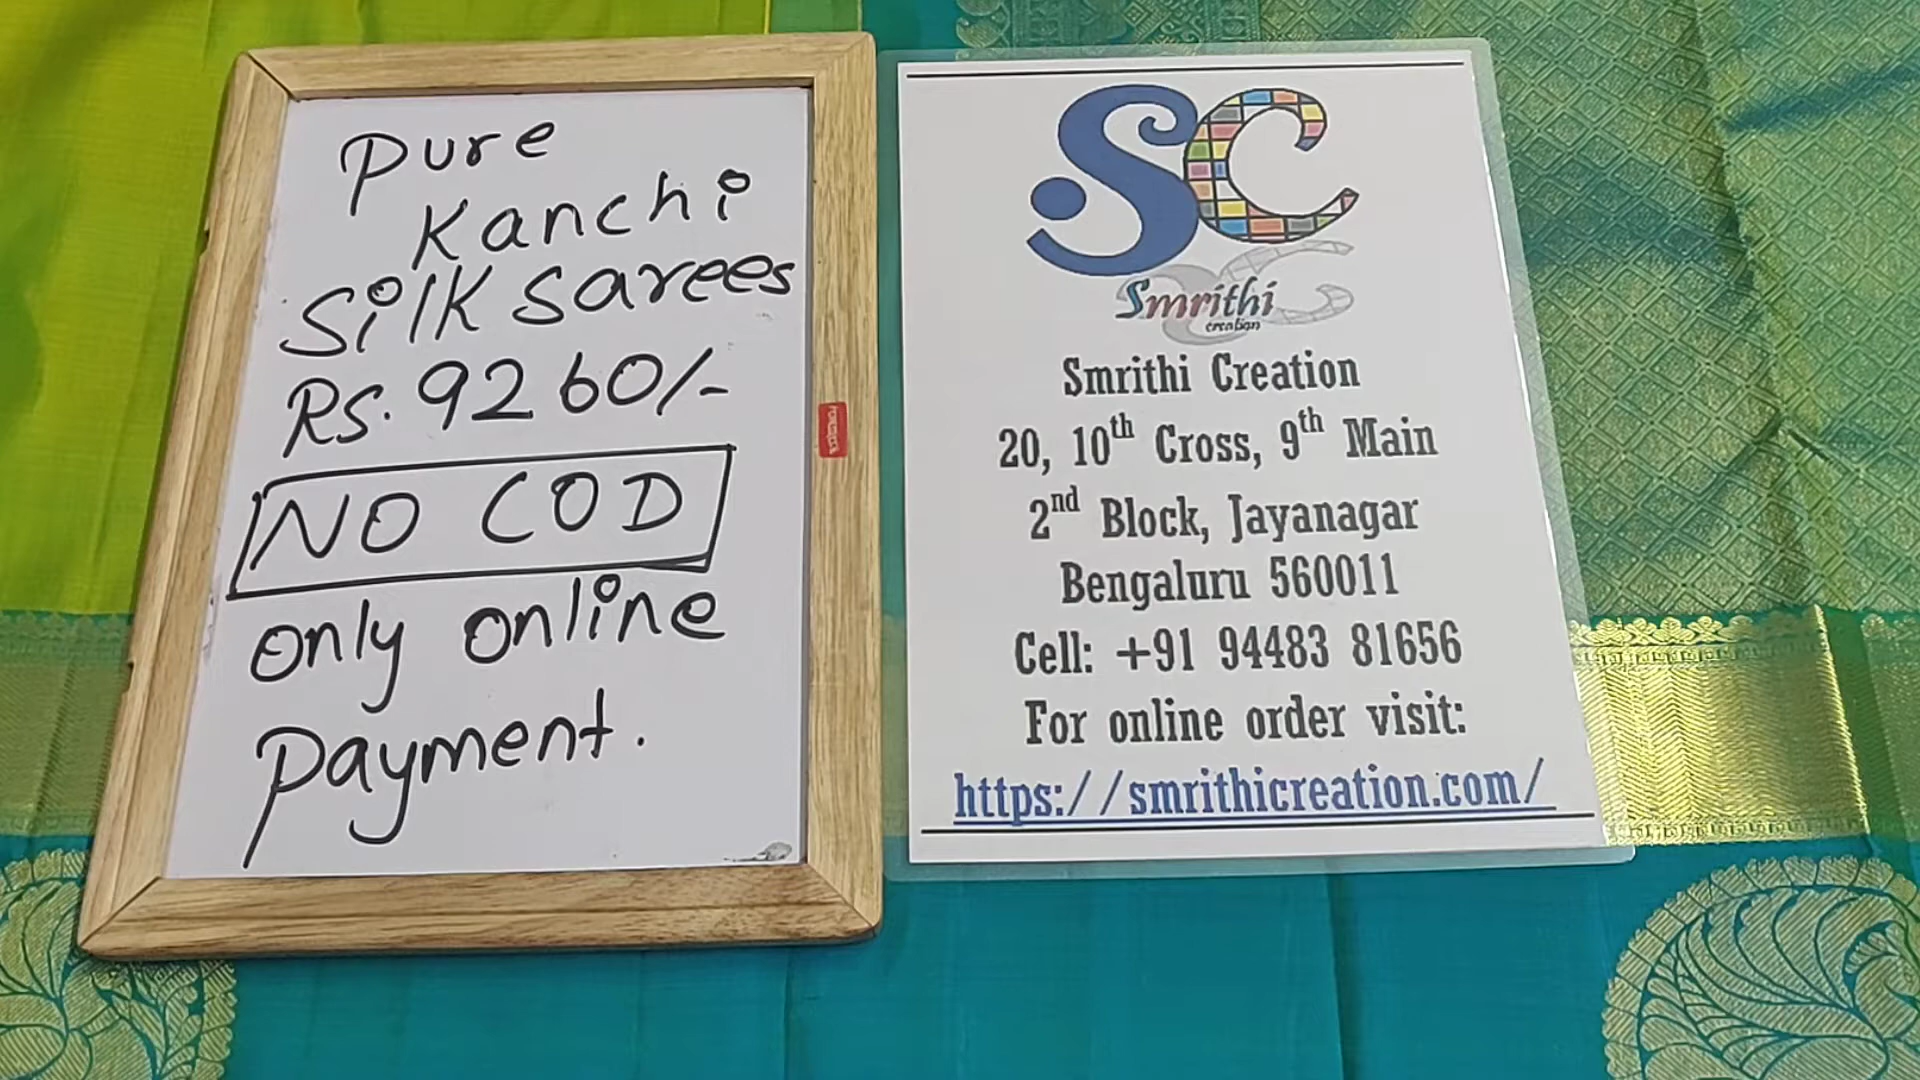 Pure
Kanchi
Silk Sarees
Rs. 9260/-
NO COD
only online
payment.
SC
Smrithi
creation
Smrithi Creation
20, 10th Cross, 9th Main
2nd Block, Jayanagar
Bengaluru 560011
Cell: +91 94483 81656
For online order visit:
https://smrithicreation.com/